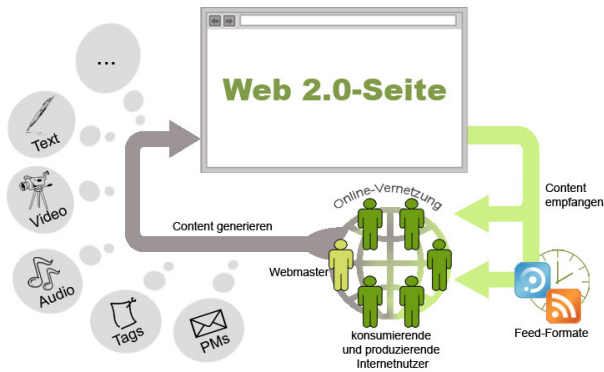 Web 2.0-Seite
...
Text
Video
Audio
Tags
PMs
Content generieren
Online-Vernetzung
Webmaster
konsumierende
und produzierende
Internetnutzer
Content
empfangen
Feed-Formate